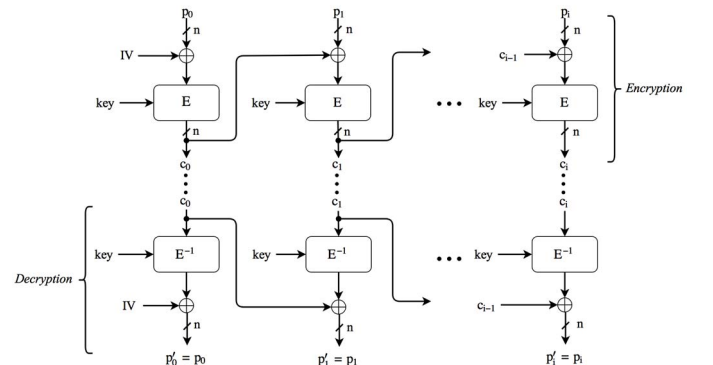 p₀ p₁ pᵢ
n n n
IV cᵢ₋₁
key E key E ••• key E Encryption
n n n
c₀ c₁ cᵢ
c₀ c₁ cᵢ
key E⁻¹ key E⁻¹ ••• key E⁻¹
Decryption
IV cᵢ₋₁
n n n
p′₀ = p₀ p′₁ = p₁ p′ᵢ = pᵢ